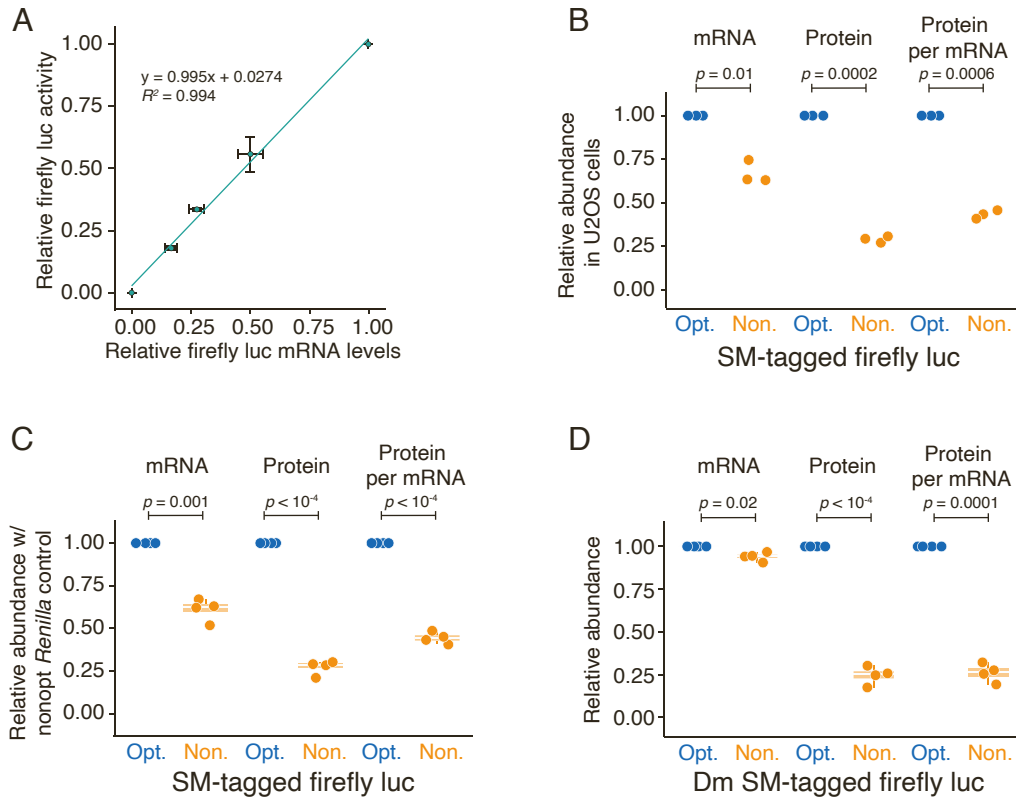 A
Relative firefly luc activity
1.00
0.75
0.50
0.25
0.00
y = 0.995x + 0.0274
R² = 0.994
0.00 0.25 0.50 0.75 1.00
Relative firefly luc mRNA levels
B
Relative abundance
in U2OS cells
mRNA Protein Protein
per mRNA
p = 0.01 p = 0.0002 p = 0.0006
1.00
0.75
0.50
0.25
0.00
Opt. Non. Opt. Non. Opt. Non.
SM-tagged firefly luc
C
Relative abundance w/
nonopt Renilla control
mRNA Protein Protein
per mRNA
p = 0.001 p < 10⁻⁴ p < 10⁻⁴
1.00
0.75
0.50
0.25
0.00
Opt. Non. Opt. Non. Opt. Non.
SM-tagged firefly luc
D
Relative abundance
mRNA Protein Protein
per mRNA
p = 0.02 p < 10⁻⁴ p = 0.0001
1.00
0.75
0.50
0.25
0.00
Opt. Non. Opt. Non. Opt. Non.
Dm SM-tagged firefly luc